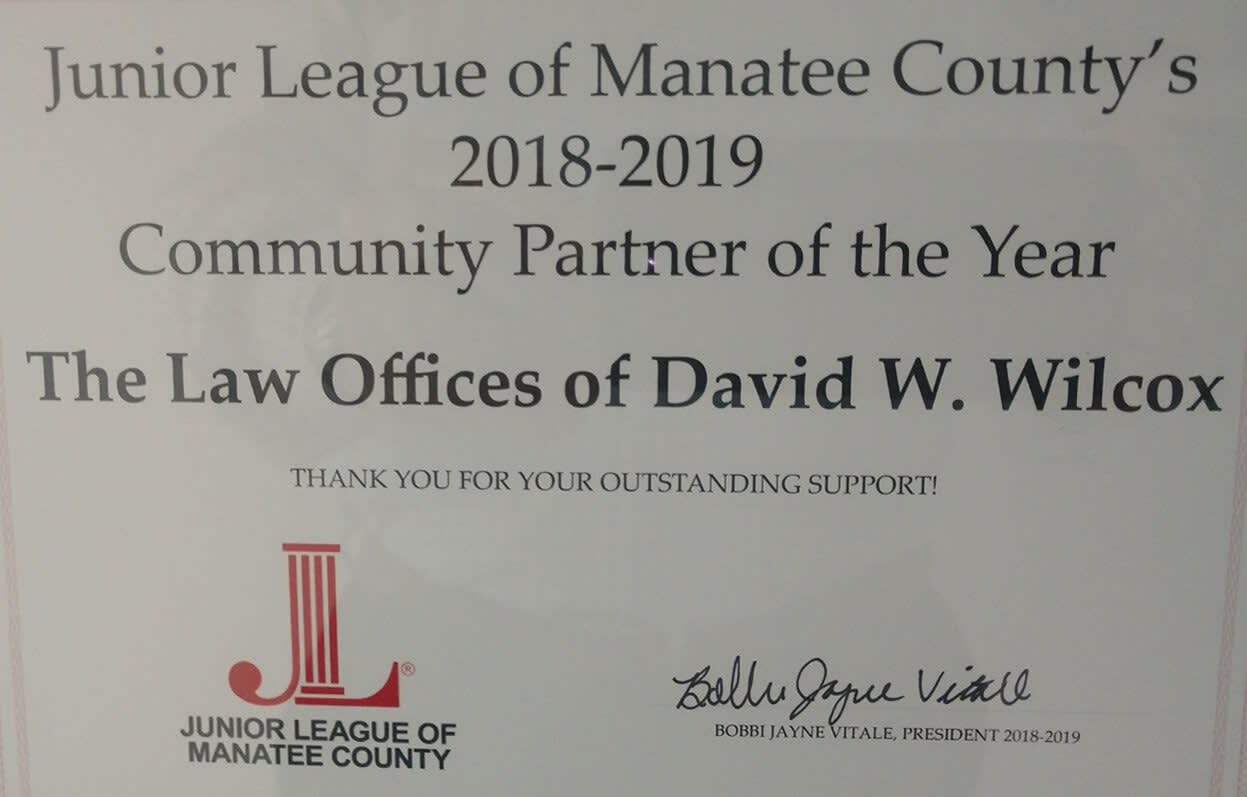 Junior League of Manatee County's
2018-2019
Community Partner of the Year
The Law Offices of David W. Wilcox
THANK YOU FOR YOUR OUTSTANDING SUPPORT!
JL®
JUNIOR LEAGUE OF
MANATEE COUNTY
Bobbi Jayne Vitale
BOBBI JAYNE VITALE, PRESIDENT 2018-2019